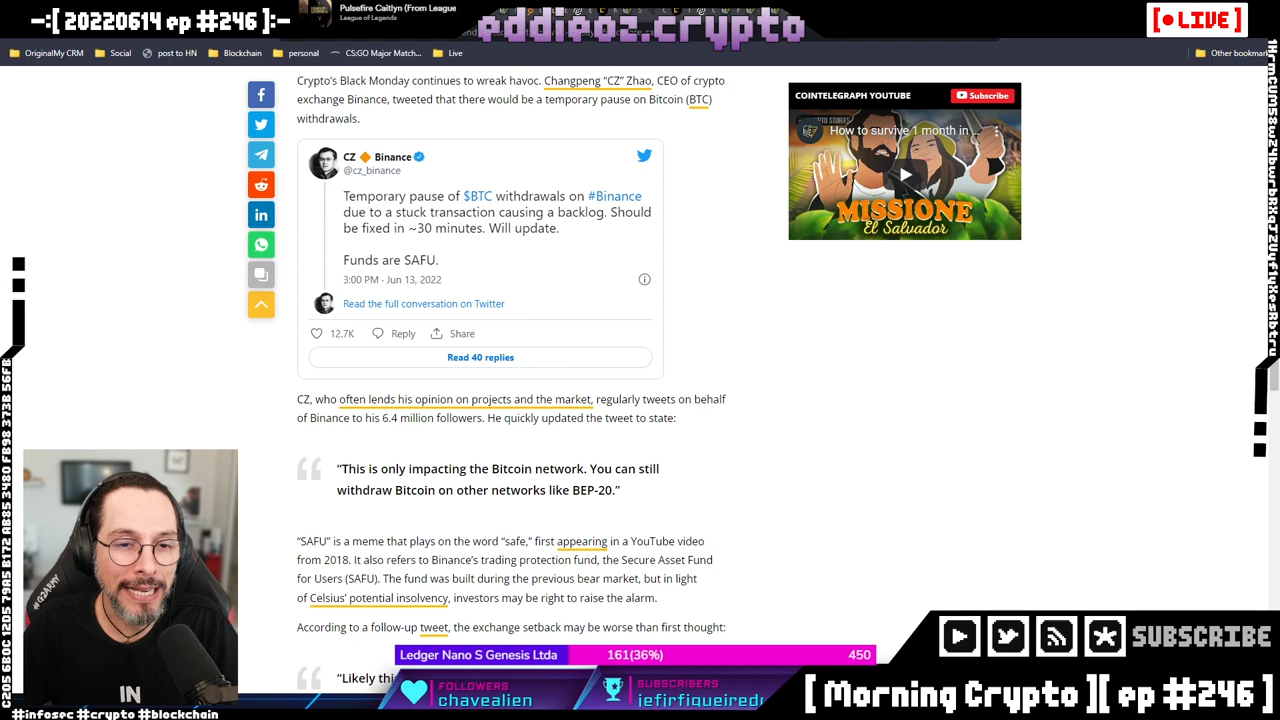 -:[ 20220614 ep #246 ]:-
Pulsefire Caitlyn (From League
League of Legends
eddieoz.crypto
[● LIVE]
OriginalMy CRM
Social
post to HN
Blockchain
personal
CS:GO Major Match...
Live
Other bookmar
Crypto's Black Monday continues to wreak havoc. Changpeng "CZ" Zhao, CEO of crypto
exchange Binance, tweeted that there would be a temporary pause on Bitcoin (BTC)
withdrawals.
CZ 🔶 Binance
@cz_binance
Temporary pause of $BTC withdrawals on #Binance
due to a stuck transaction causing a backlog. Should
be fixed in ~30 minutes. Will update.
Funds are SAFU.
3:00 PM · Jun 13, 2022
Read the full conversation on Twitter
12.7K Reply Share
Read 40 replies
COINTELEGRAPH YOUTUBE
Subscribe
How to survive 1 month in ...
MISSIONE
El Salvador
CZ, who often lends his opinion on projects and the market, regularly tweets on behalf
of Binance to his 6.4 million followers. He quickly updated the tweet to state:
"This is only impacting the Bitcoin network. You can still
withdraw Bitcoin on other networks like BEP-20."
"SAFU" is a meme that plays on the word "safe," first appearing in a YouTube video
from 2018. It also refers to Binance's trading protection fund, the Secure Asset Fund
for Users (SAFU). The fund was built during the previous bear market, but in light
of Celsius' potential insolvency, investors may be right to raise the alarm.
According to a follow-up tweet, the exchange setback may be worse than first thought:
"Likely thi
#G2ARMY
IN
Ledger Nano S Genesis Ltda 161(36%) 450
FOLLOWERS
chavealien
SUBSCRIBERS
jefjrfigueiredo
SUBSCRIBE
[ Morning Crypto ][ ep #246 ]
#infosec #crypto #blockchain